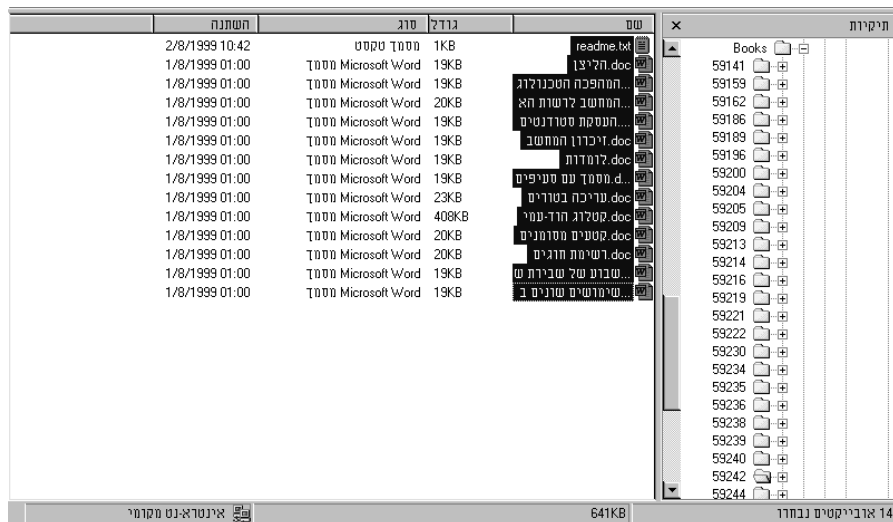 תיקיות
Books
59141
59159
59162
59186
59189
59196
59200
59204
59205
59209
59213
59214
59216
59219
59221
59222
59230
59234
59235
59236
59238
59239
59240
59242
59244
שם גודל סוג השתנה
readme.txt 1KB מסמך טקסט 2/8/1999 10:42
הליצן.doc 19KB מסמך Microsoft Word 1/8/1999 01:00
המהפכה הטכנולוג... 19KB מסמך Microsoft Word 1/8/1999 01:00
המחשב לרשות הא... 20KB מסמך Microsoft Word 1/8/1999 01:00
העסקת סטודנטים... 19KB מסמך Microsoft Word 1/8/1999 01:00
זיכרון המחשב.doc 19KB מסמך Microsoft Word 1/8/1999 01:00
לומדות.doc 19KB מסמך Microsoft Word 1/8/1999 01:00
מסמך עם סעיפים.d... 19KB מסמך Microsoft Word 1/8/1999 01:00
עריכה בטורים.doc 23KB מסמך Microsoft Word 1/8/1999 01:00
קטלוג הוד-עמי.doc 408KB מסמך Microsoft Word 1/8/1999 01:00
קטעים מסומנים.doc 20KB מסמך Microsoft Word 1/8/1999 01:00
רשימת חוגים.doc 20KB מסמך Microsoft Word 1/8/1999 01:00
שבוע של שבירת ש... 19KB מסמך Microsoft Word 1/8/1999 01:00
שימושים שונים ב... 19KB מסמך Microsoft Word 1/8/1999 01:00
14 אובייקטים נבחרו 641KB אינטרא-נט מקומי